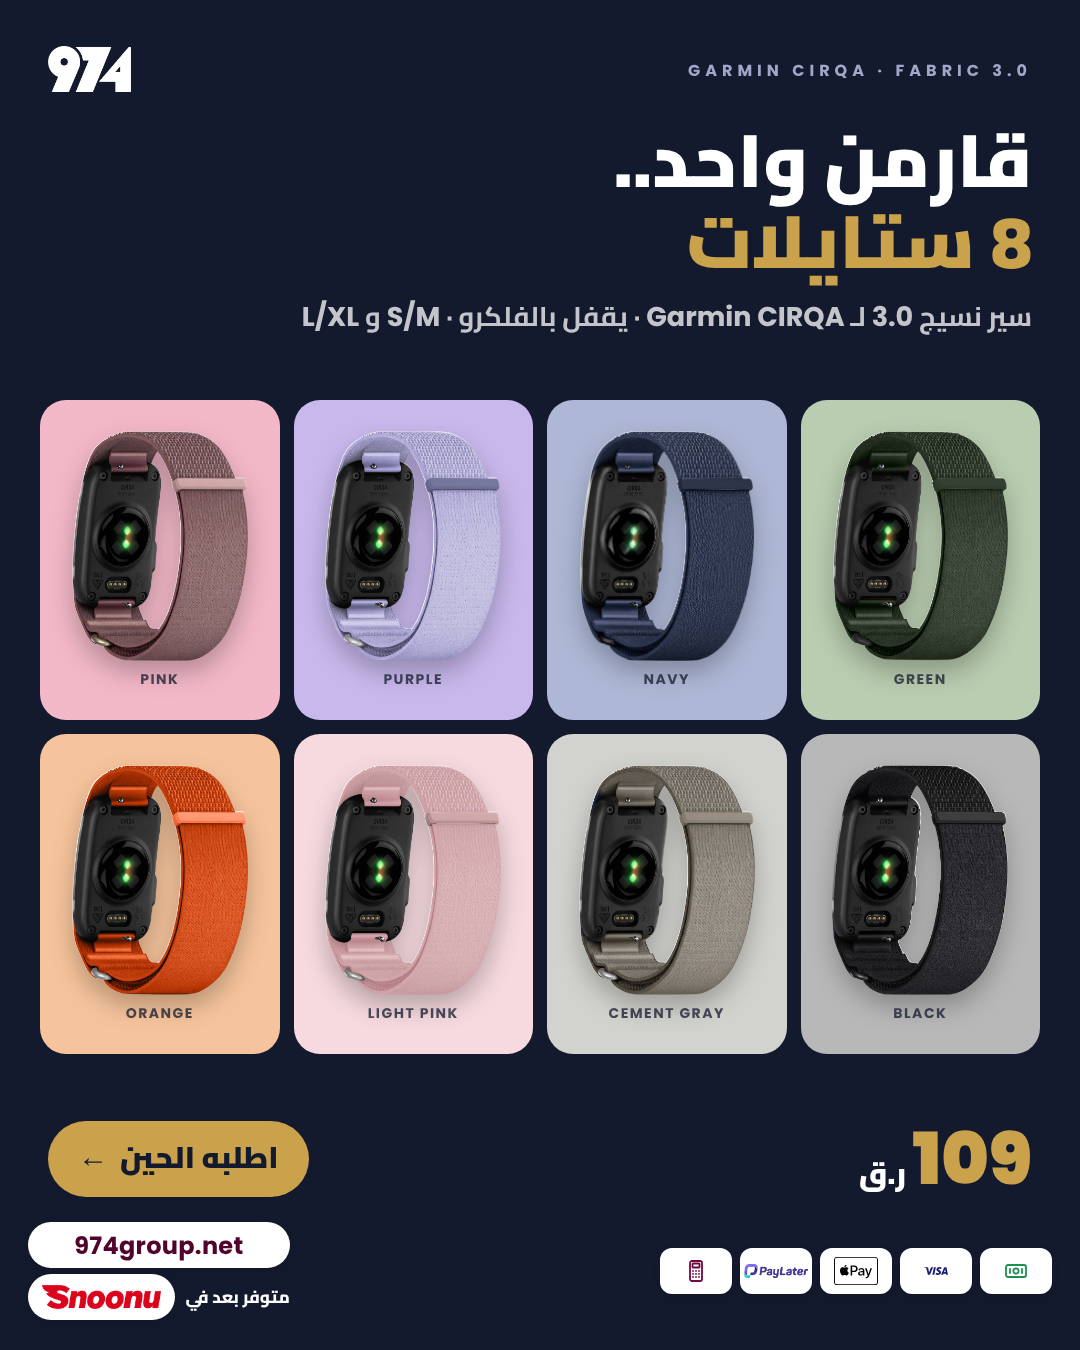 974
GARMIN CIRQA · FABRIC 3.0
قارمن واحد..
8 ستايلات
سير نسيج 3.0 لـ Garmin CIRQA · يقفل بالفلكرو · S/M و L/XL
PINK
PURPLE
NAVY
GREEN
ORANGE
LIGHT PINK
CEMENT GRAY
BLACK
109 ر.ق
اطلبه الحين ←
974group.net
متوفر بعد في Snoonu
PayLater
Pay
VISA